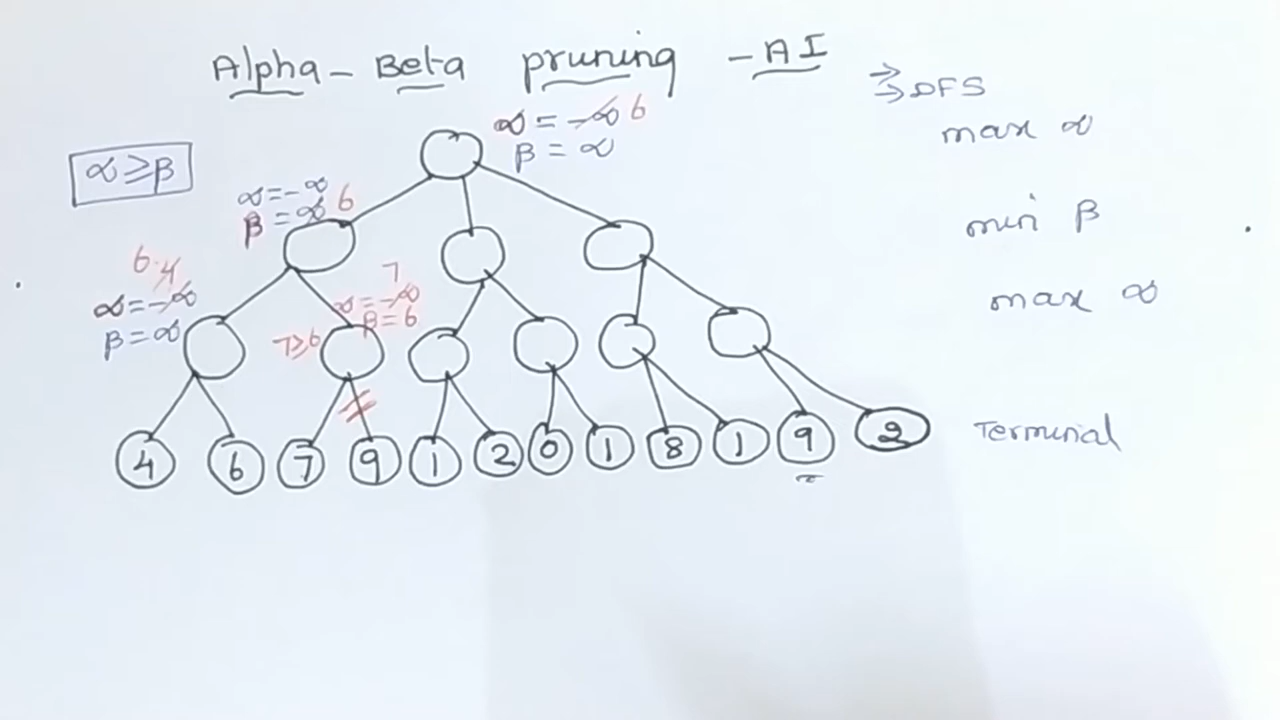 Alpha - Beta pruning - AI
→ → DFS
α = -∞ 6
β = ∞
max α
α ≥ β
α = -∞
β = ∞ 6
min β
6 4
α = -∞
β = ∞
7
α = -∞
β = 6
7≥6
max α
4 6 7 9 1 2 0 1 8 1 9 2
Terminal